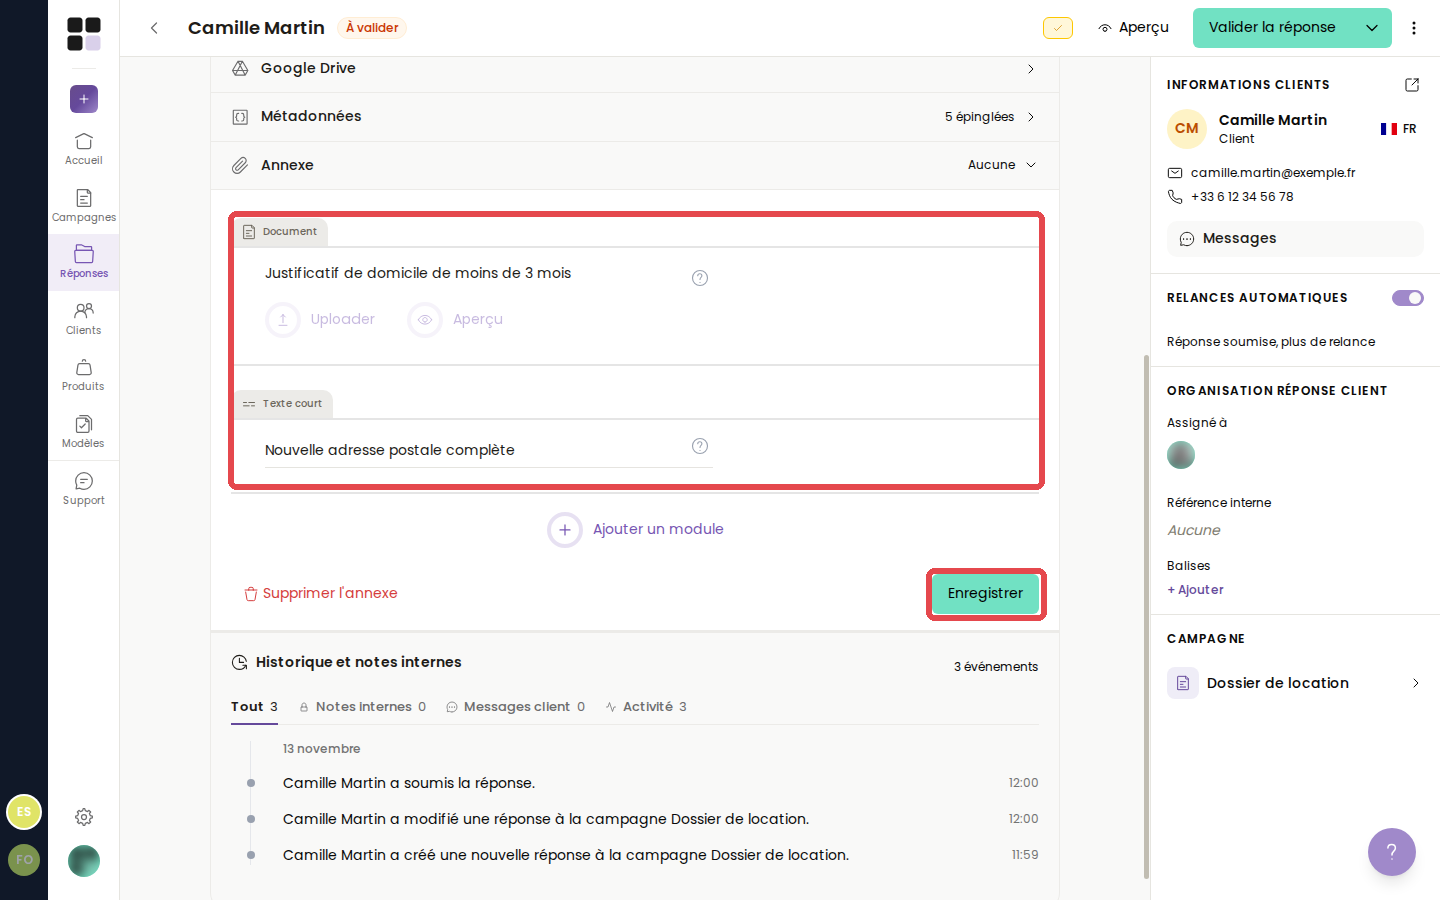 Camille Martin
À valider
Aperçu
Valider la réponse
Accueil
Campagnes
Réponses
Clients
Produits
Modèles
Support
ES
FO
Google Drive
Métadonnées
5 épinglées
Annexe
Aucune
Document
Justificatif de domicile de moins de 3 mois
Uploader
Aperçu
Texte court
Nouvelle adresse postale complète
Ajouter un module
Supprimer l'annexe
Enregistrer
Historique et notes internes
3 événements
Tout 3
Notes internes 0
Messages client 0
Activité 3
13 novembre
Camille Martin a soumis la réponse.
12:00
Camille Martin a modifié une réponse à la campagne Dossier de location.
12:00
Camille Martin a créé une nouvelle réponse à la campagne Dossier de location.
11:59
INFORMATIONS CLIENTS
CM
Camille Martin
Client
FR
camille.martin@exemple.fr
+33 6 12 34 56 78
Messages
RELANCES AUTOMATIQUES
Réponse soumise, plus de relance
ORGANISATION RÉPONSE CLIENT
Assigné à
Référence interne
Aucune
Balises
+ Ajouter
CAMPAGNE
Dossier de location
?